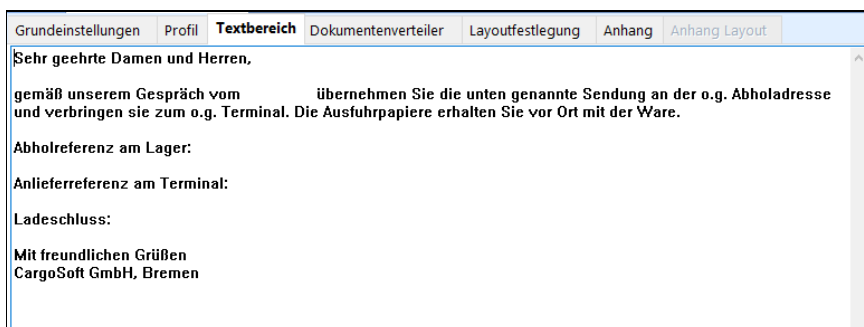 Grundeinstellungen Profil Textbereich Dokumentenverteiler Layoutfestlegung Anhang Anhang Layout
Sehr geehrte Damen und Herren,
gemäß unserem Gespräch vom übernehmen Sie die unten genannte Sendung an der o.g. Abholadresse
und verbringen sie zum o.g. Terminal. Die Ausfuhrpapiere erhalten Sie vor Ort mit der Ware.
Abholreferenz am Lager:
Anlieferreferenz am Terminal:
Ladeschluss:
Mit freundlichen Grüßen
CargoSoft GmbH, Bremen